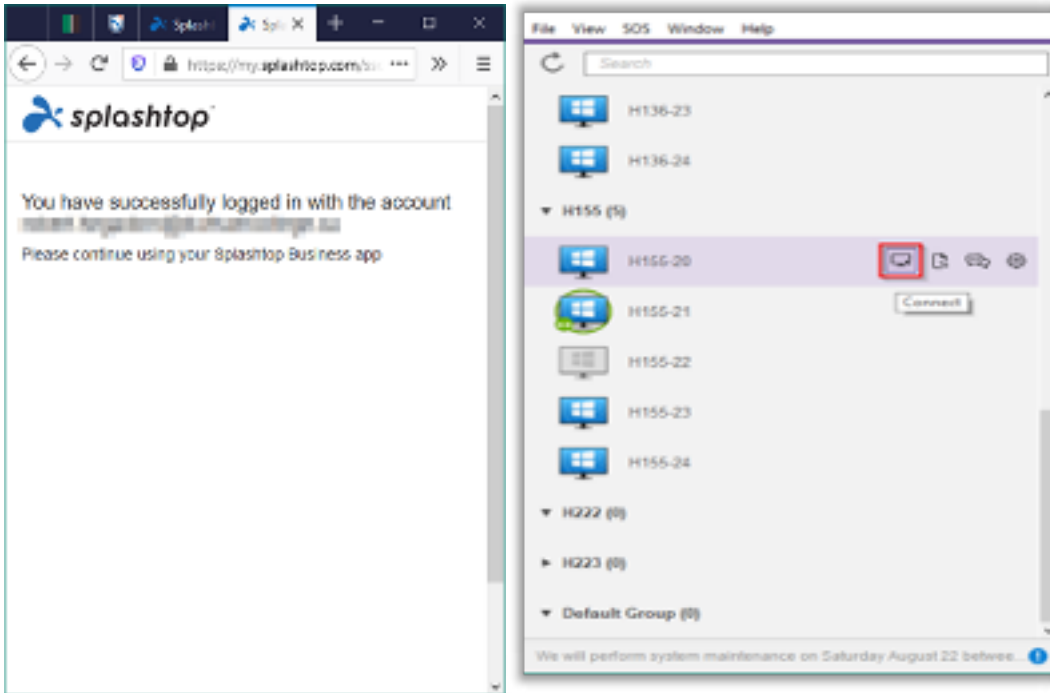 Splasht
Spl
https://my.splashtop.com/
splashtop
You have successfully logged in with the account
Please continue using your Splashtop Business app
File View SOS Window Help
Search
H136-23
H136-24
H155 (5)
H155-20
Connect
H155-21
H155-22
H155-23
H155-24
H222 (0)
H223 (0)
Default Group (0)
We will perform system maintenance on Saturday August 22 betwee...